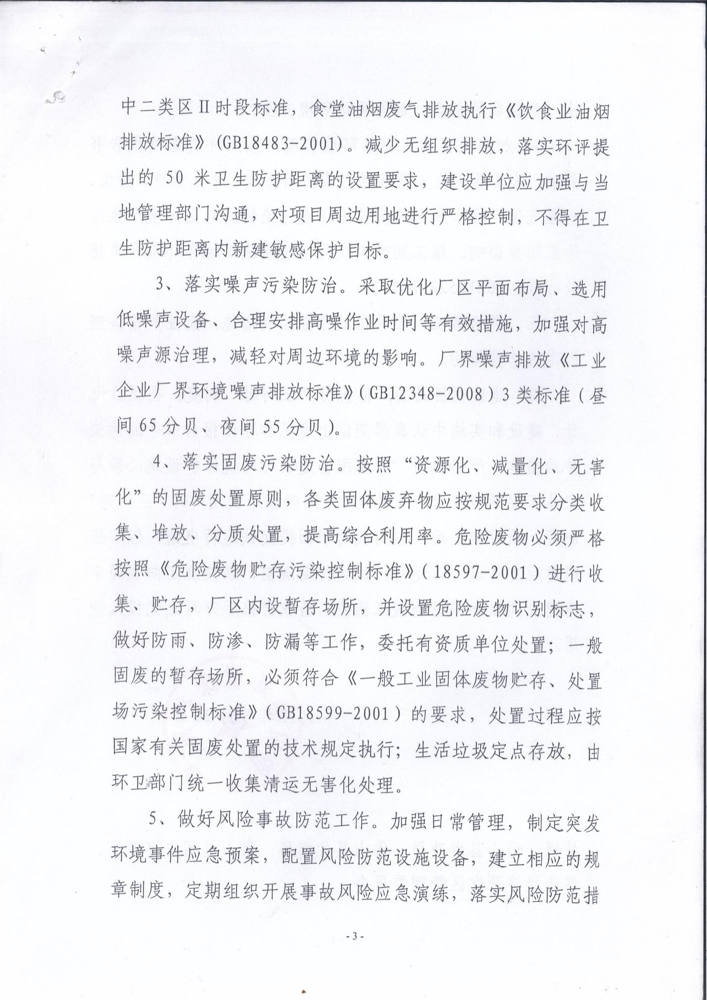 中二类区II时段标准，食堂油烟废气排放执行《饮食业油烟
排放标准》(GB18483-2001)。减少无组织排放，落实环评提
出的 50 米卫生防护距离的设置要求，建设单位应加强与当
地管理部门沟通，对项目周边用地进行严格控制，不得在卫
生防护距离内新建敏感保护目标。
3、落实噪声污染防治。采取优化厂区平面布局、选用
低噪声设备、合理安排高噪作业时间等有效措施，加强对高
噪声源治理，减轻对周边环境的影响。厂界噪声排放《工业
企业厂界环境噪声排放标准》（GB12348-2008）3 类标准（昼
间 65 分贝、夜间 55 分贝）。
4、落实固废污染防治。按照“资源化、减量化、无害
化”的固废处置原则，各类固体废弃物应按规范要求分类收
集、堆放、分质处置，提高综合利用率。危险废物必须严格
按照《危险废物贮存污染控制标准》（18597-2001）进行收
集、贮存，厂区内设暂存场所，并设置危险废物识别标志，
做好防雨、防渗、防漏等工作，委托有资质单位处置；一般
固废的暂存场所，必须符合《一般工业固体废物贮存、处置
场污染控制标准》（GB18599-2001）的要求，处置过程应按
国家有关固废处置的技术规定执行；生活垃圾定点存放，由
环卫部门统一收集清运无害化处理。
5、做好风险事故防范工作。加强日常管理，制定突发
环境事件应急预案，配置风险防范设施设备，建立相应的规
章制度，定期组织开展事故风险应急演练，落实风险防范措
- 3 -